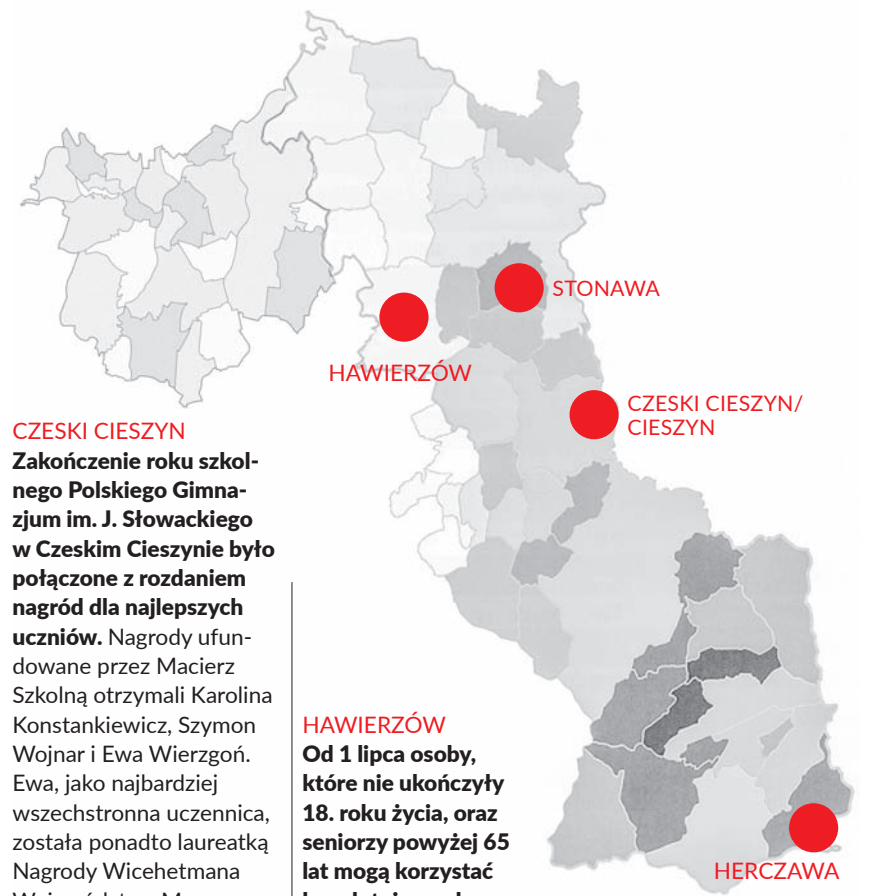 STONAWA
HAWIERZÓW
CZESKI CIESZYN/
CIESZYN
HERCZAWA
CZESKI CIESZYN
Zakończenie roku szkol-
nego Polskiego Gimna-
zjum im. J. Słowackiego
w Czeskim Cieszynie było
połączone z rozdaniem
nagród dla najlepszych
uczniów. Nagrody ufun-
dowane przez Macierz
Szkolną otrzymali Karolina
Konstankiewicz, Szymon
Wojnar i Ewa Wierzgoń.
Ewa, jako najbardziej
wszechstronna uczennica,
została ponadto laureatką
Nagrody Wicehetmana
HAWIERZÓW
Od 1 lipca osoby,
które nie ukończyły
18. roku życia, oraz
seniorzy powyżej 65
lat mogą korzystać